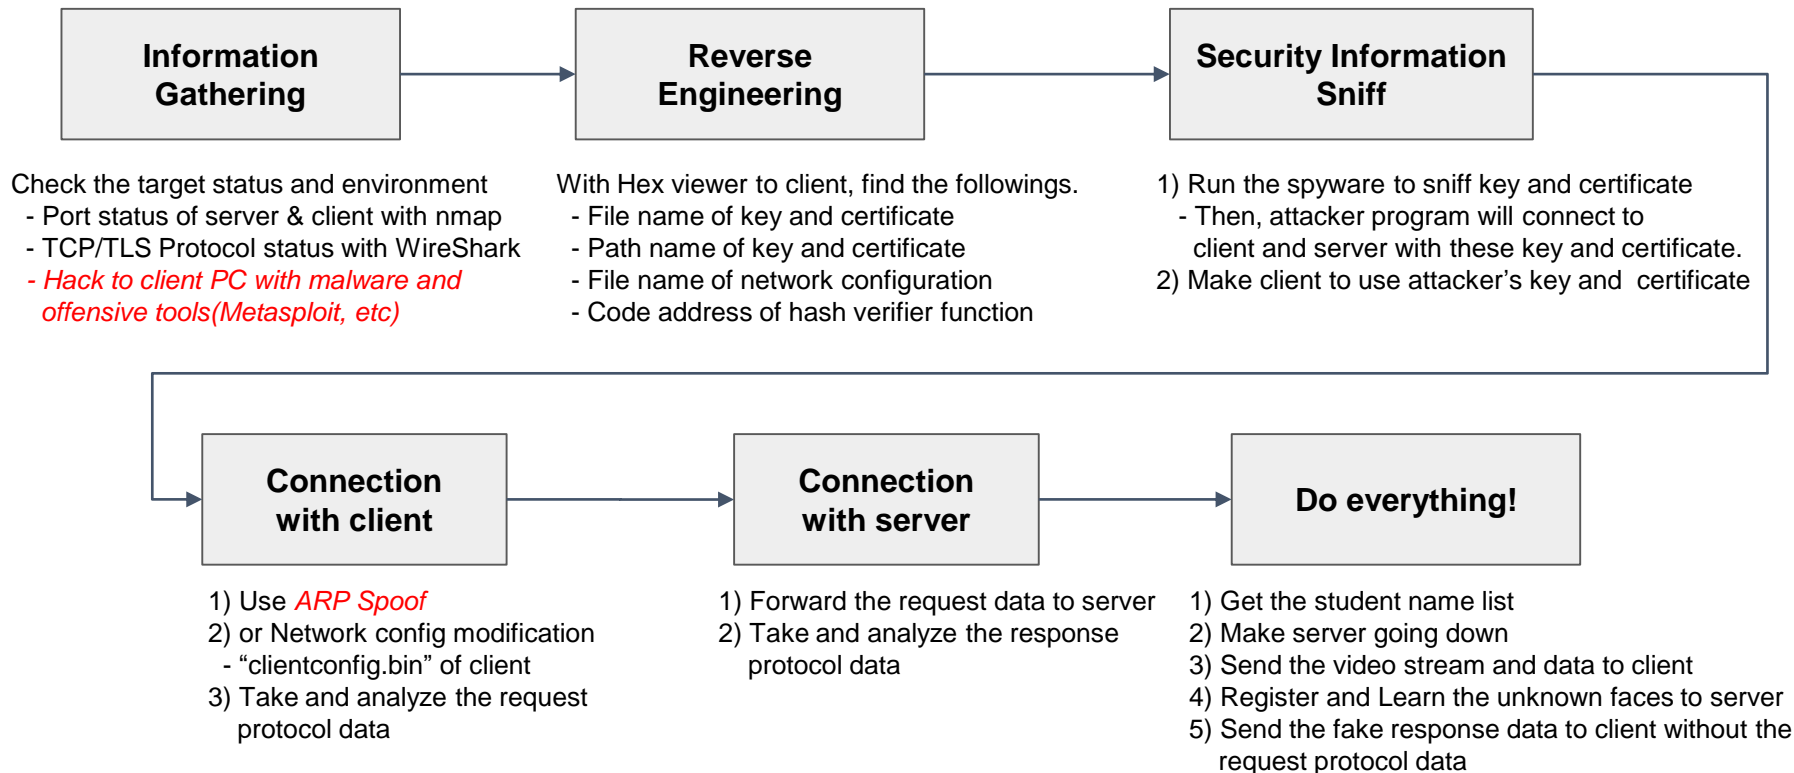 Information
Gathering
Reverse
Engineering
Security Information
Sniff
Check the target status and environment
- Port status of server & client with nmap
- TCP/TLS Protocol status with WireShark
- Hack to client PC with malware and
offensive tools(Metasploit, etc)
With Hex viewer to client, find the followings.
- File name of key and certificate
- Path name of key and certificate
- File name of network configuration
- Code address of hash verifier function
1) Run the spyware to sniff key and certificate
- Then, attacker program will connect to
client and server with these key and certificate.
2) Make client to use attacker’s key and certificate
Connection
with client
Connection
with server
Do everything!
1) Use ARP Spoof
2) or Network config modification
- “clientconfig.bin” of client
3) Take and analyze the request
protocol data
1) Forward the request data to server
2) Take and analyze the response
protocol data
1) Get the student name list
2) Make server going down
3) Send the video stream and data to client
4) Register and Learn the unknown faces to server
5) Send the fake response data to client without the
request protocol data